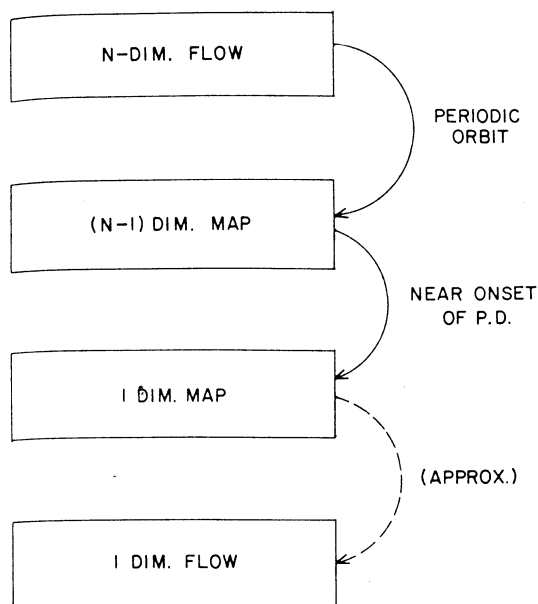 N-DIM. FLOW
PERIODIC
ORBIT
(N-1) DIM. MAP
NEAR ONSET
OF P.D.
1 DIM. MAP
(APPROX.)
1 DIM. FLOW